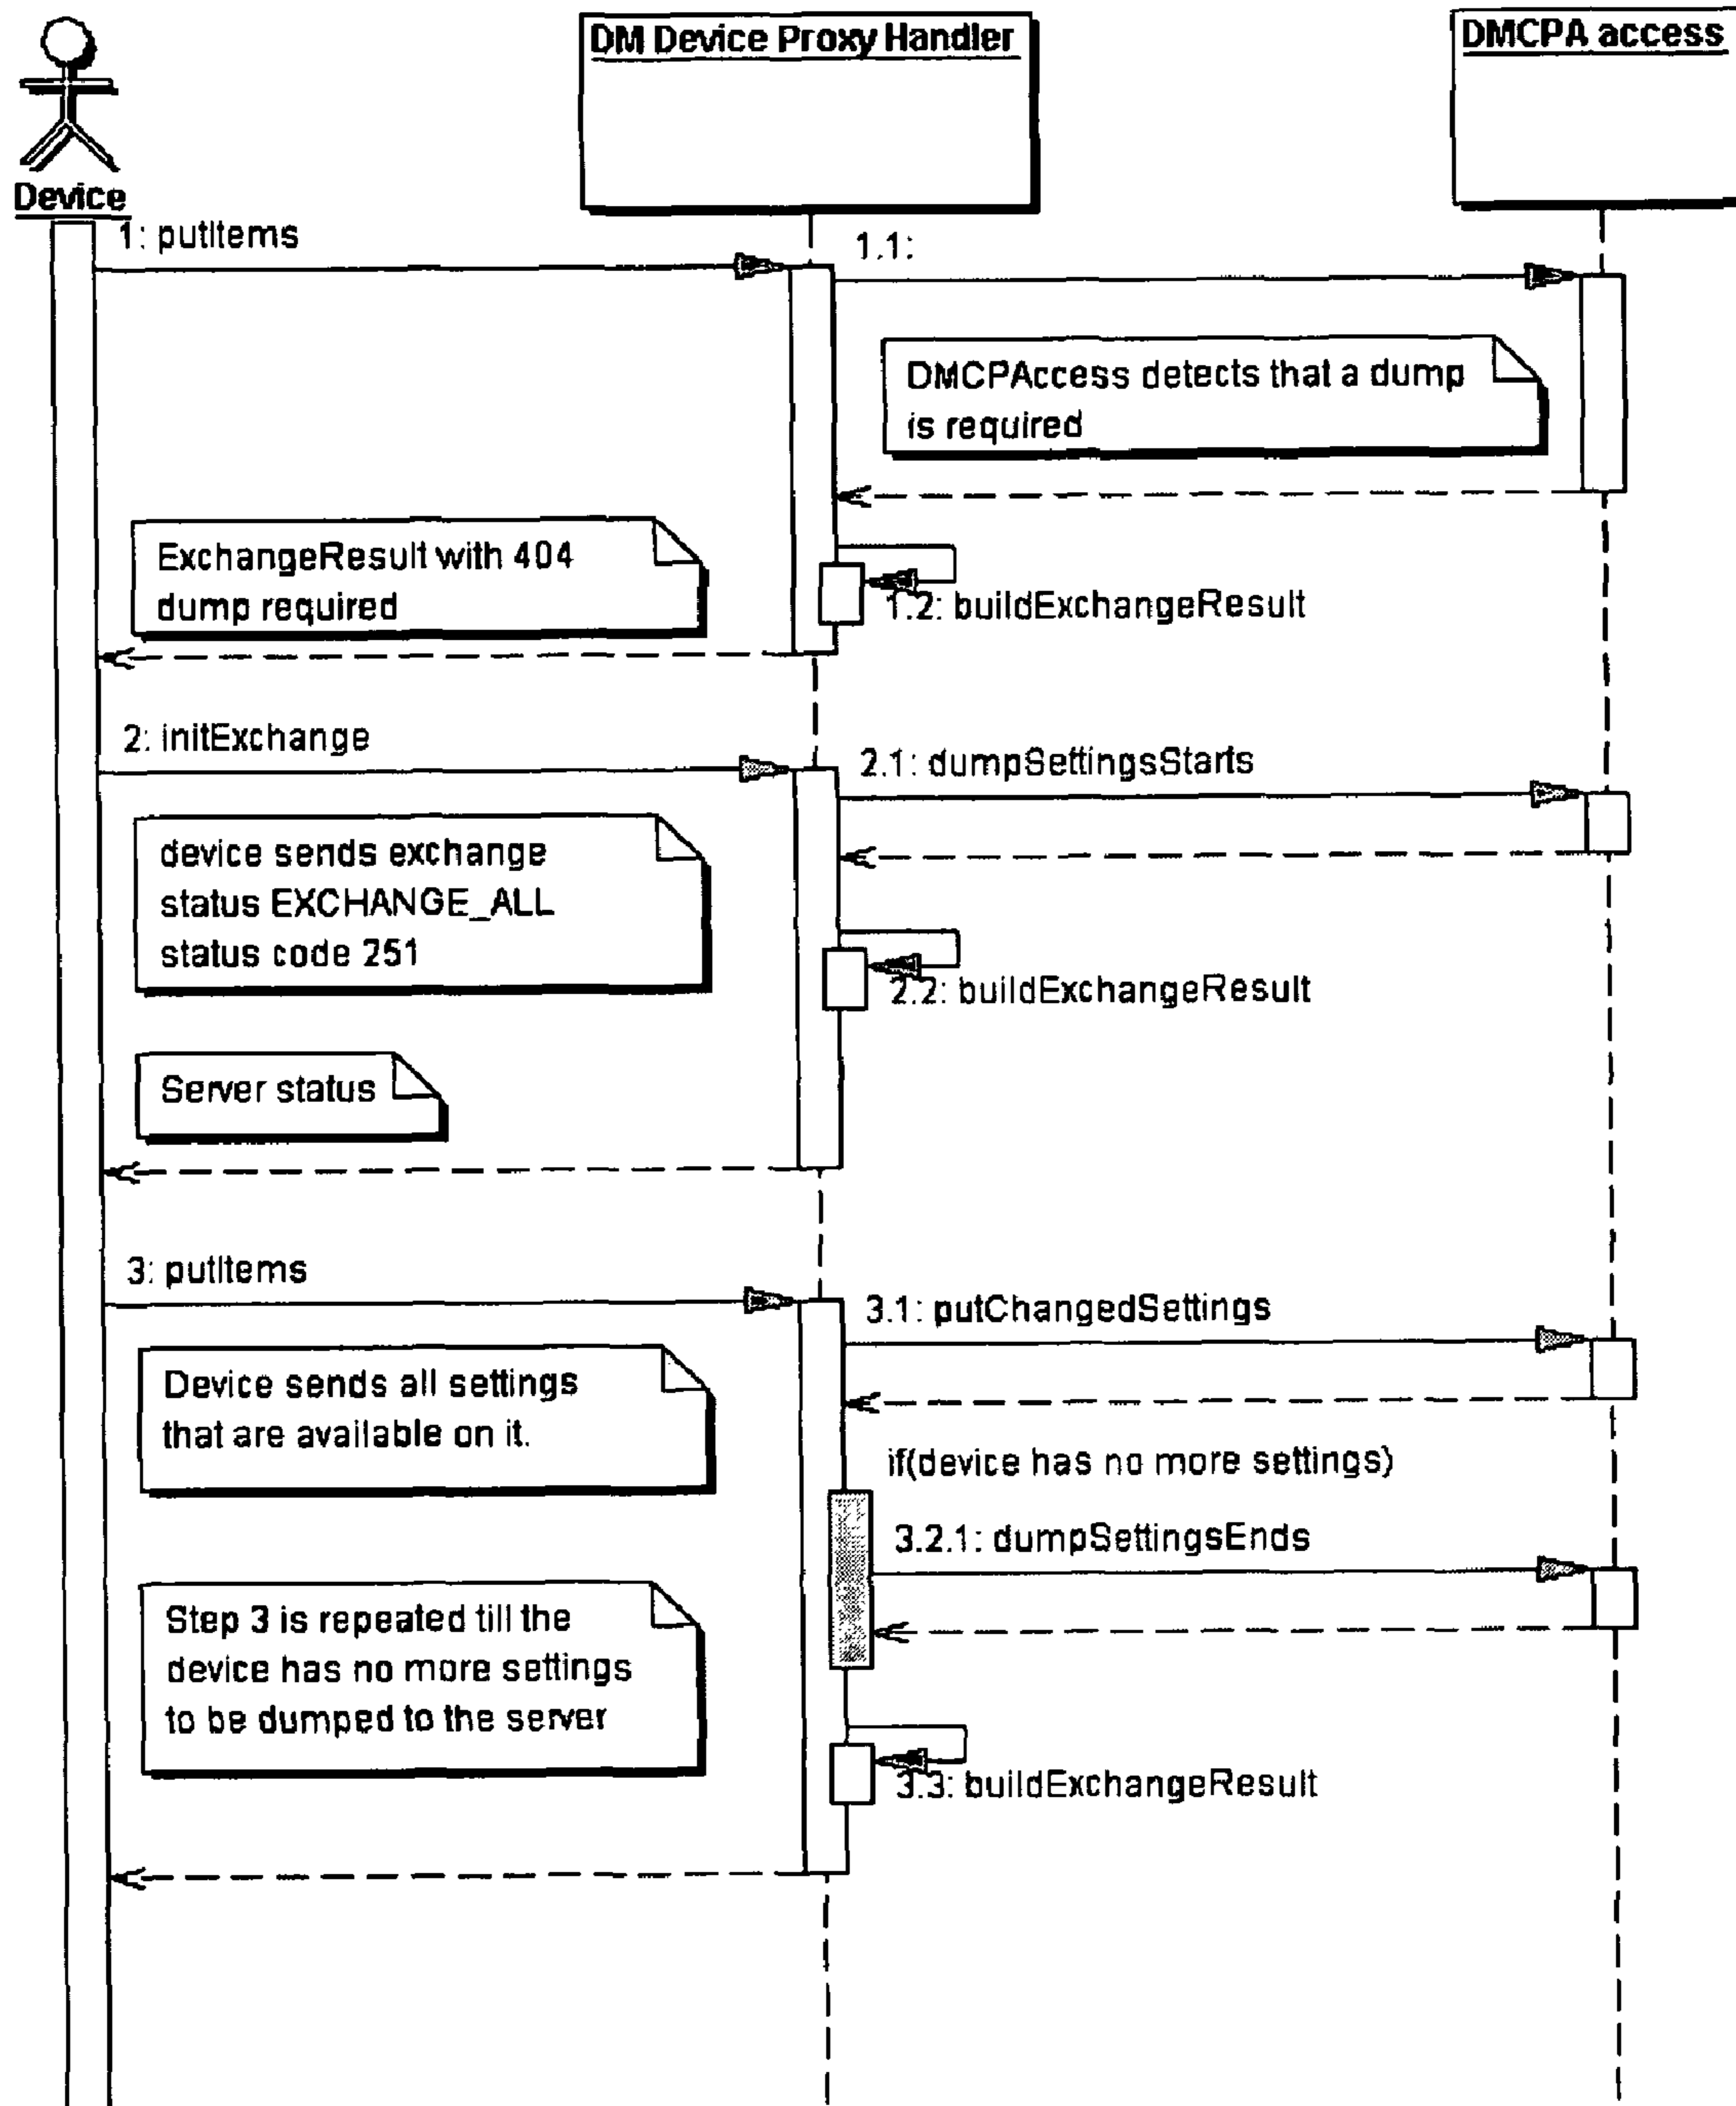 DM Device Proxy Handler
DMCPA access
Device
1: putItems
1.1:
DMCPAccess detects that a dump
is required
ExchangeResult with 404
dump required
1.2: buildExchangeResult
2: initExchange
2.1: dumpSettingsStarts
device sends exchange
status EXCHANGE_ALL
status code 251
2.2: buildExchangeResult
Server status
3: putItems
3.1: putChangedSettings
Device sends all settings
that are available on it.
if(device has no more settings)
3.2.1: dumpSettingsEnds
Step 3 is repeated till the
device has no more settings
to be dumped to the server
3.3: buildExchangeResult